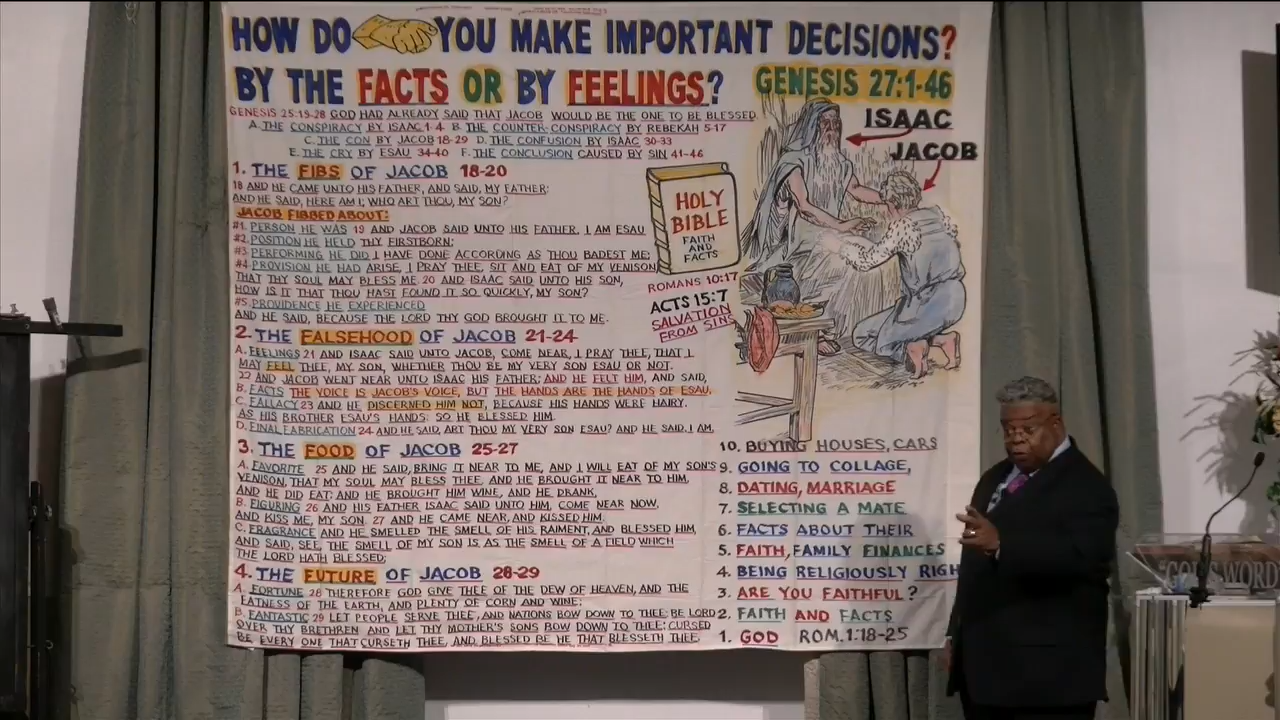 HOW DO YOU MAKE IMPORTANT DECISIONS?
BY THE FACTS OR BY FEELINGS?
GENESIS 27:1-46
GENESIS 25:19-28 GOD HAD ALREADY SAID THAT JACOB WOULD BE THE ONE TO BE BLESSED
A. THE CONSPIRACY BY ISAAC 1-4 B. THE COUNTER-CONSPIRACY BY REBEKAH 5-17
C. THE CON BY JACOB 18-29 D. THE CONFUSION BY ISAAC 30-33
E. THE CRY BY ESAU 34-40 F. THE CONCLUSION CAUSED BY SIN 41-46
ISAAC
JACOB
1. THE FIBS OF JACOB 18-20
18 AND HE CAME UNTO HIS FATHER, AND SAID, MY FATHER:
AND HE SAID, HERE AM I; WHO ART THOU, MY SON?
JACOB FIBBED ABOUT:
#1. PERSON HE WAS 19 AND JACOB SAID UNTO HIS FATHER, I AM ESAU
#2. POSITION HE HELD THY FIRSTBORN;
#3 PERFORMING HE DID I HAVE DONE ACCORDING AS THOU BADEST ME:
#4 PROVISION HE HAD ARISE, I PRAY THEE, SIT AND EAT OF MY VENISON
THAT THY SOUL MAY BLESS ME 20 AND ISAAC SAID UNTO HIS SON,
HOW IS IT THAT THOU HAST FOUND IT SO QUICKLY, MY SON?
#5 PROVIDENCE HE EXPERIENCED
AND HE SAID, BECAUSE THE LORD THY GOD BROUGHT IT TO ME.
HOLY
BIBLE
FAITH
AND
FACTS
ROMANS 10:17
ACTS 15:7
SALVATION
FROM SINS
2. THE FALSEHOOD OF JACOB 21-24
A. FEELINGS 21 AND ISAAC SAID UNTO JACOB, COME NEAR, I PRAY THEE, THAT I
MAY FEEL THEE, MY SON, WHETHER THOU BE MY VERY SON ESAU OR NOT.
22 AND JACOB WENT NEAR UNTO ISAAC HIS FATHER; AND HE FELT HIM, AND SAID,
B. FACTS THE VOICE IS JACOB'S VOICE, BUT THE HANDS ARE THE HANDS OF ESAU.
C. FALLACY 23 AND HE DISCERNED HIM NOT, BECAUSE HIS HANDS WERE HAIRY,
AS HIS BROTHER ESAU'S HANDS: SO HE BLESSED HIM.
D. FINAL FABRICATION 24 AND HE SAID, ART THOU MY VERY SON ESAU? AND HE SAID, I AM.
3. THE FOOD OF JACOB 25-27
A. FAVORITE 25 AND HE SAID, BRING IT NEAR TO ME, AND I WILL EAT OF MY SON'S
VENISON, THAT MY SOUL MAY BLESS THEE, AND HE BROUGHT IT NEAR TO HIM,
AND HE DID EAT: AND HE BROUGHT HIM WINE, AND HE DRANK.
B. FIGURING 26 AND HIS FATHER ISAAC SAID UNTO HIM, COME NEAR NOW,
AND KISS ME, MY SON. 27 AND HE CAME NEAR, AND KISSED HIM.
C. FRAGRANCE AND HE SMELLED THE SMELL OF HIS RAIMENT, AND BLESSED HIM,
AND SAID, SEE, THE SMELL OF MY SON IS AS THE SMELL OF A FIELD WHICH
THE LORD HATH BLESSED;
4. THE FUTURE OF JACOB 28-29
A. FORTUNE 28 THEREFORE GOD GIVE THEE OF THE DEW OF HEAVEN, AND THE
FATNESS OF THE EARTH, AND PLENTY OF CORN AND WINE:
B. FANTASTIC 29 LET PEOPLE SERVE THEE, AND NATIONS BOW DOWN TO THEE: BE LORD
OVER THY BRETHREN AND LET THY MOTHER'S SONS BOW DOWN TO THEE: CURSED
BE EVERY ONE THAT CURSETH THEE, AND BLESSED BE HE THAT BLESSETH THEE.
10. BUYING HOUSES, CARS
9. GOING TO COLLAGE,
8. DATING, MARRIAGE
7. SELECTING A MATE
6. FACTS ABOUT THEIR
5. FAITH, FAMILY FINANCES
4. BEING RELIGIOUSLY RIGH
3. ARE YOU FAITHFUL?
2. FAITH AND FACTS
1. GOD ROM. 1:18-25
"GOD'S WORD